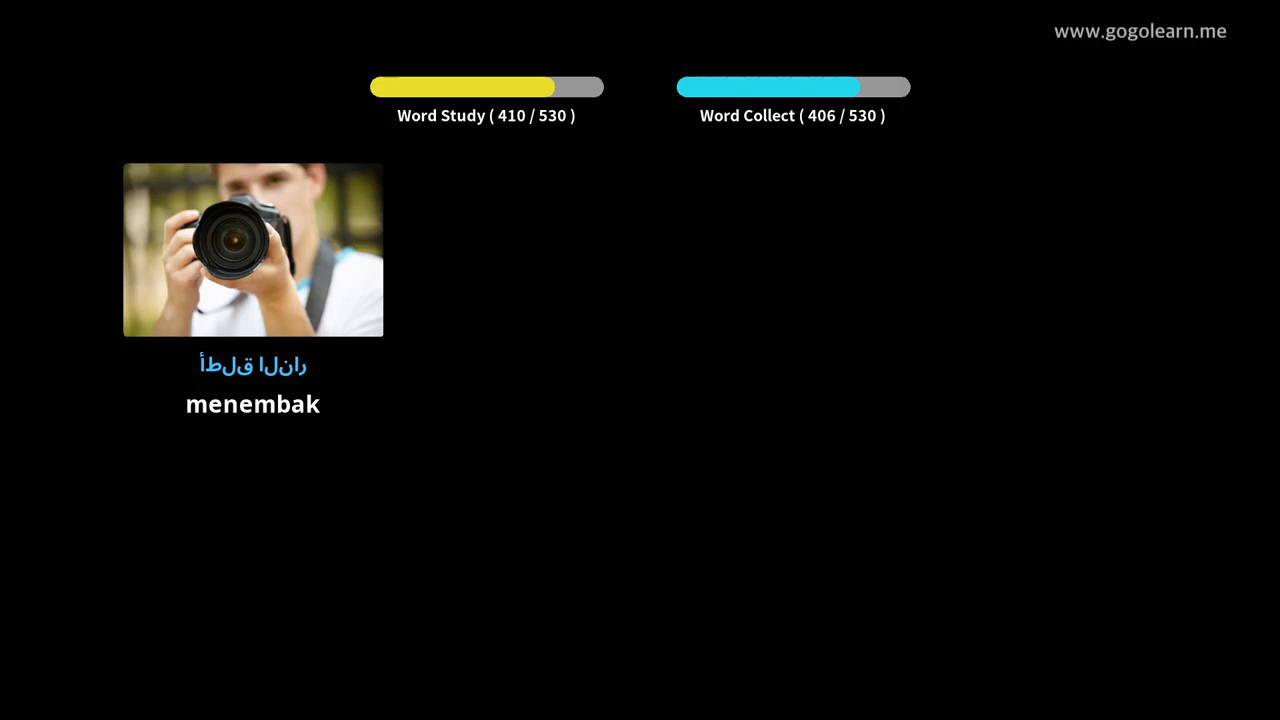 www.gogolearn.me
Word Study ( 410 / 530 )
Word Collect ( 406 / 530 )
أطلق النار
menembak